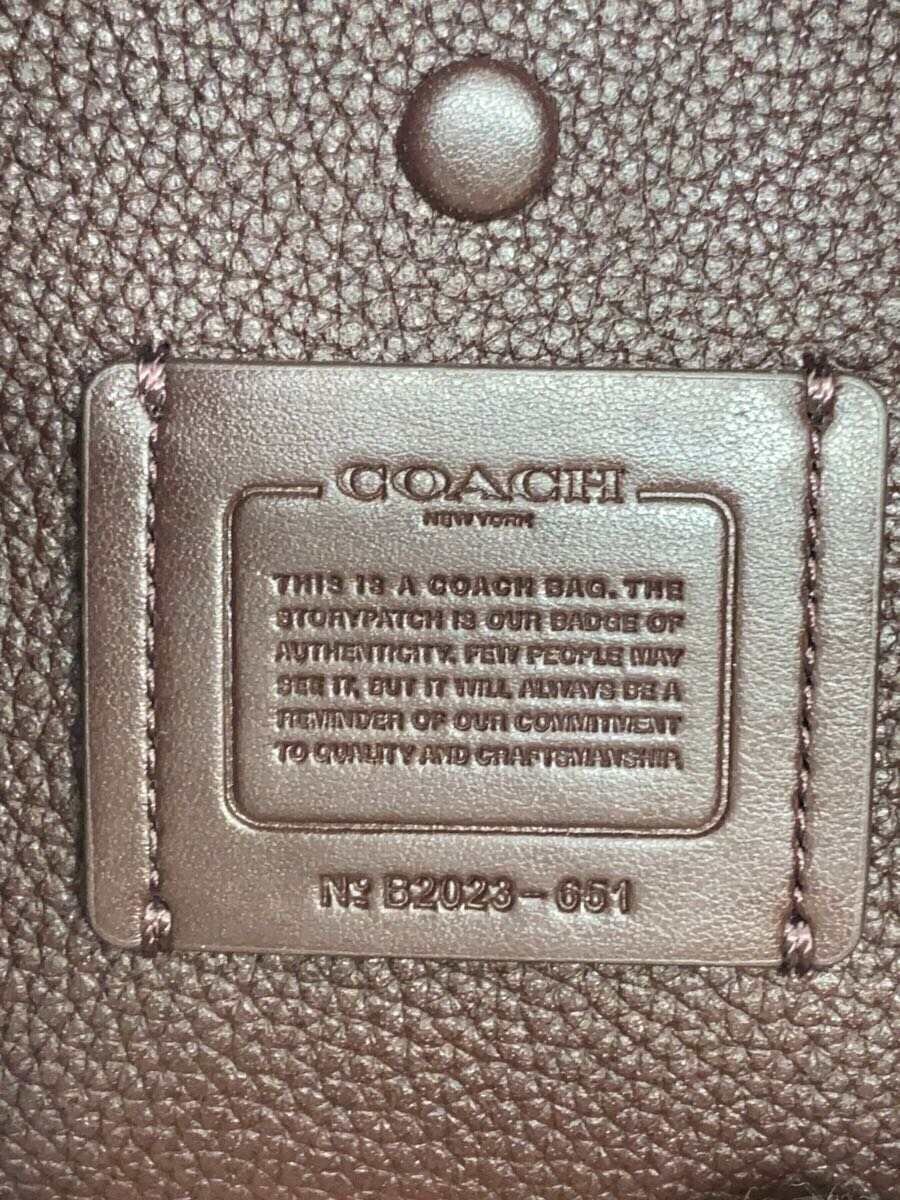 COACH
NEW YORK
THIS IS A COACH BAG. THE
STORYPATCH IS OUR BADGE OF
AUTHENTICITY. FEW PEOPLE MAY
SEE IT, BUT IT WILL ALWAYS BE A
REMINDER OF OUR COMMITMENT
TO QUALITY AND CRAFTSMANSHIP.
№ B2023-651